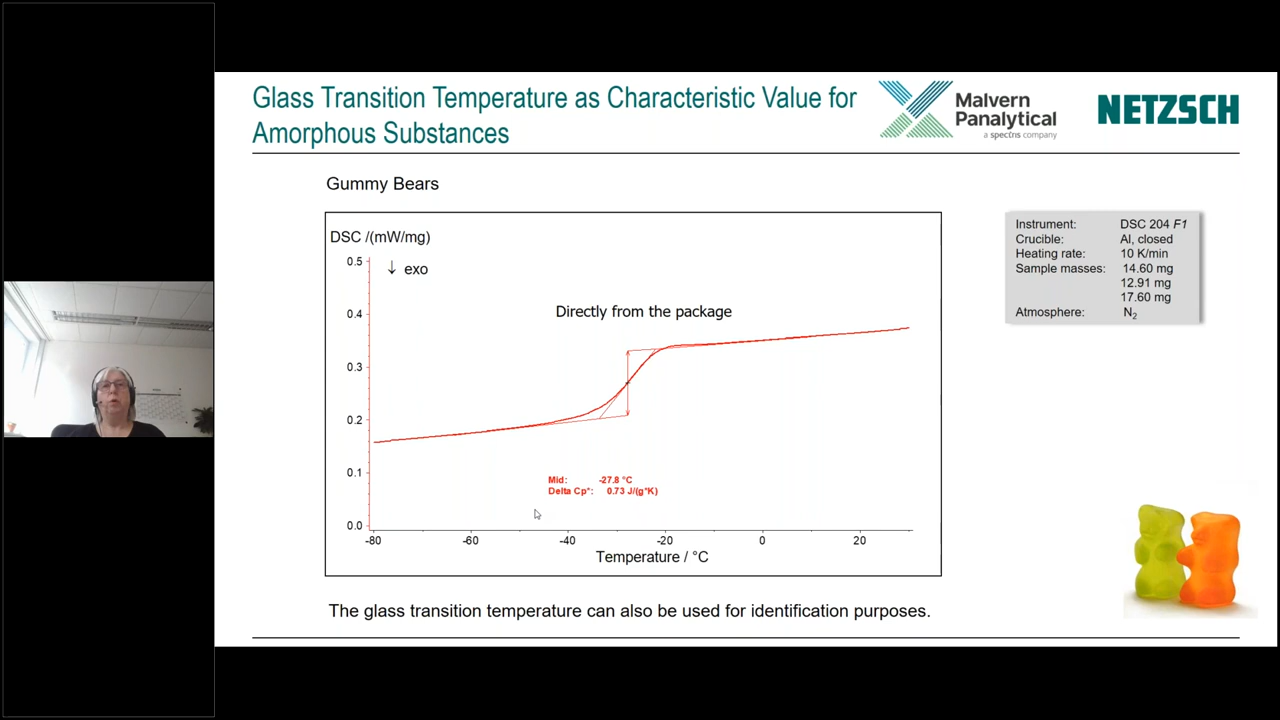 Glass Transition Temperature as Characteristic Value for
Amorphous Substances
Malvern
Panalytical
a spectris company
NETZSCH
Gummy Bears
DSC /(mW/mg)
↓ exo
0.5
0.4
0.3
0.2
0.1
0.0
Directly from the package
Mid: -27.8 °C
Delta Cp*: 0.73 J/(g*K)
-80 -60 -40 -20 0 20
Temperature / °C
Instrument: DSC 204 F1
Crucible: Al, closed
Heating rate: 10 K/min
Sample masses: 14.60 mg
12.91 mg
17.60 mg
Atmosphere: N₂
The glass transition temperature can also be used for identification purposes.